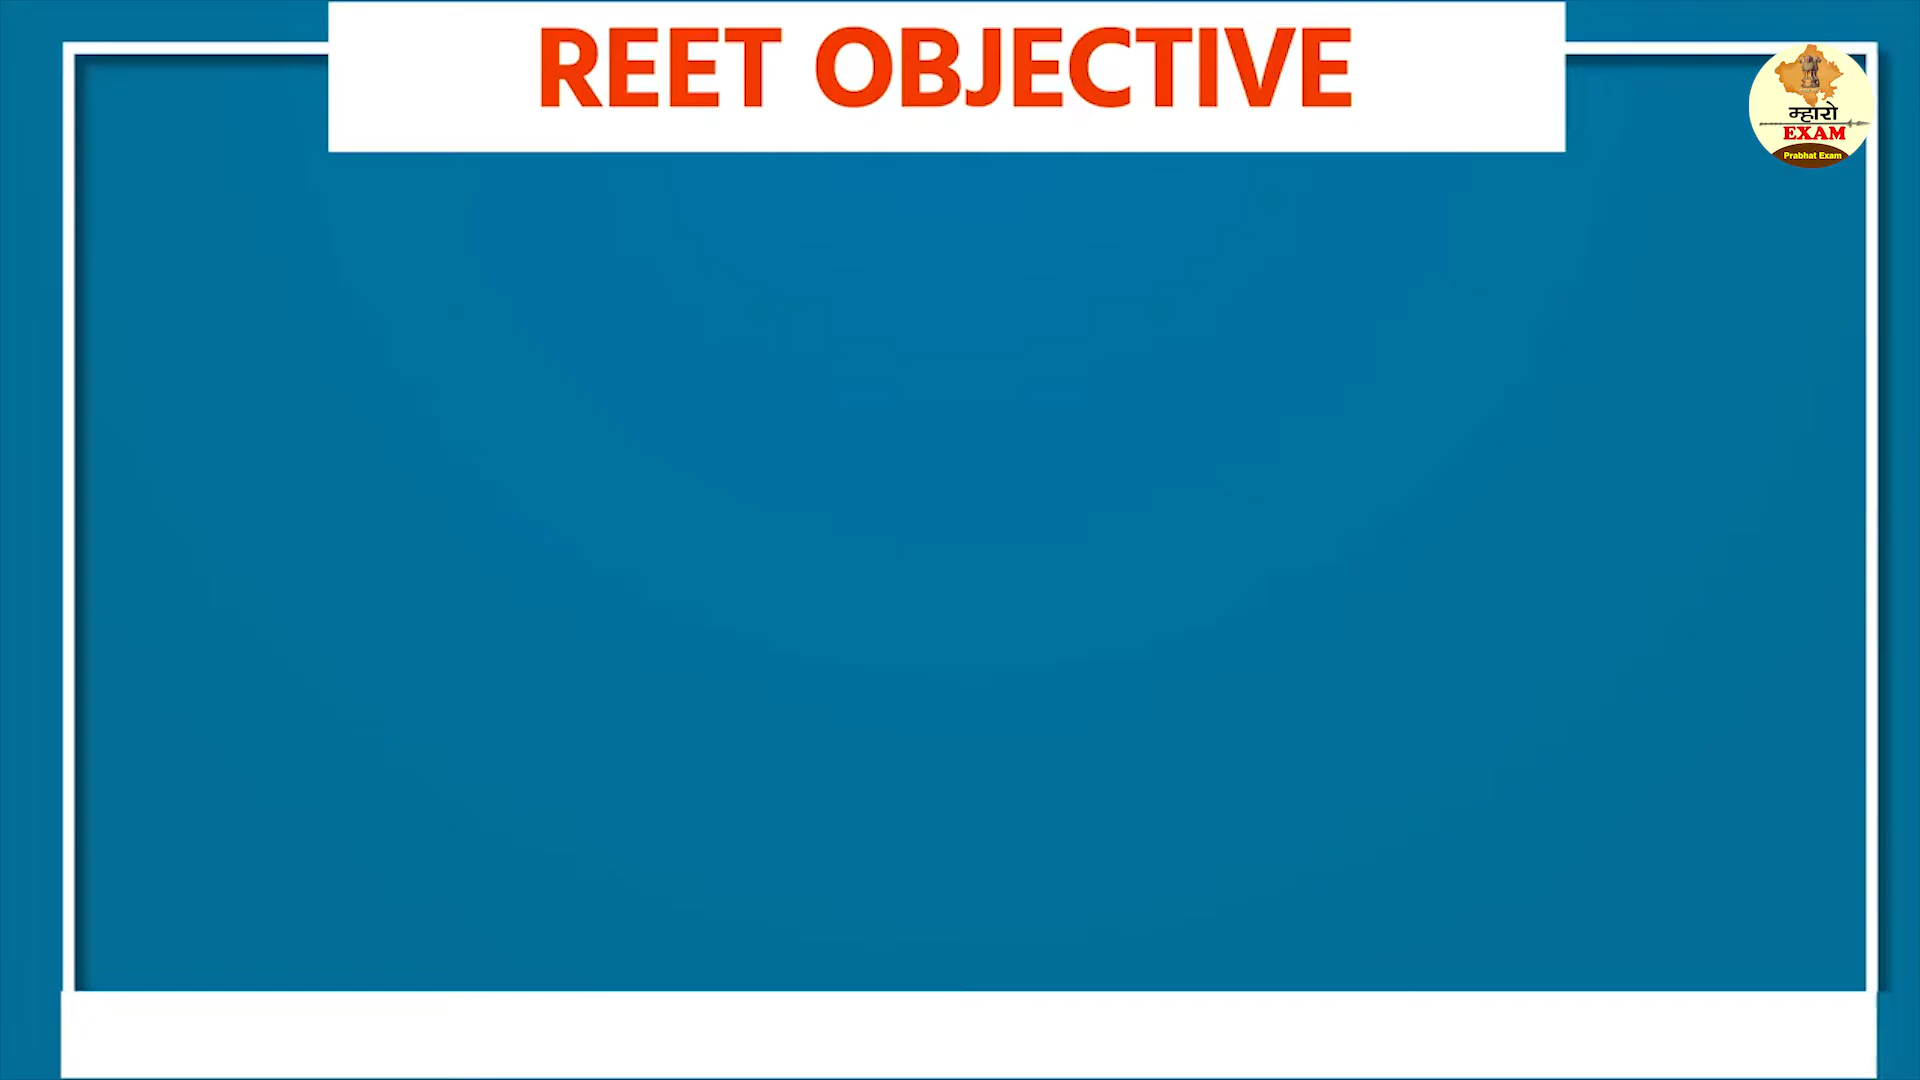 REET OBJECTIVE
म्हारो
EXAM
Prabhat Exam